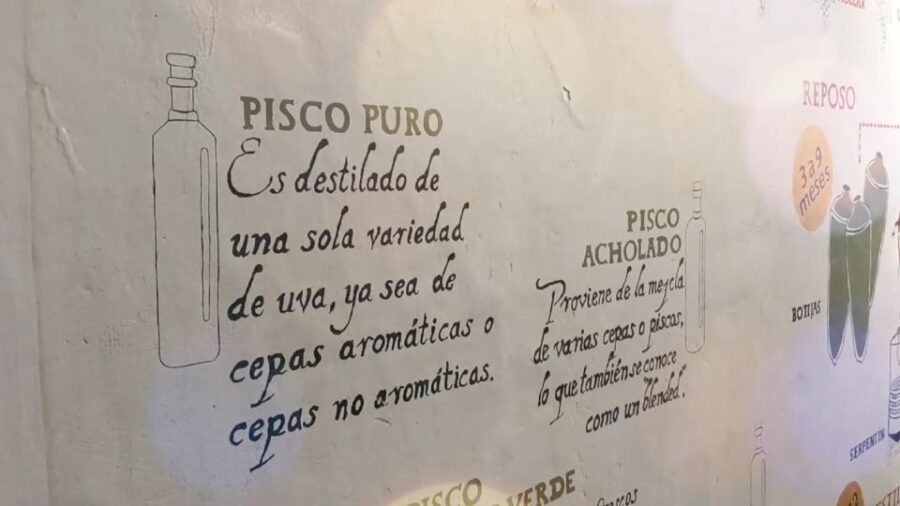 PISCO PURO
Es destilado de
una sola variedad
de uva, ya sea de
cepas aromáticas o
cepas no aromáticas.
PISCO
ACHOLADO
Proviene de la mezcla
de varias cepas o piscos,
lo que también se conoce
como un "blended".
REPOSO
3 a 9
meses
BOTIJAS
SERPENTÍN
PISCO
VERDE